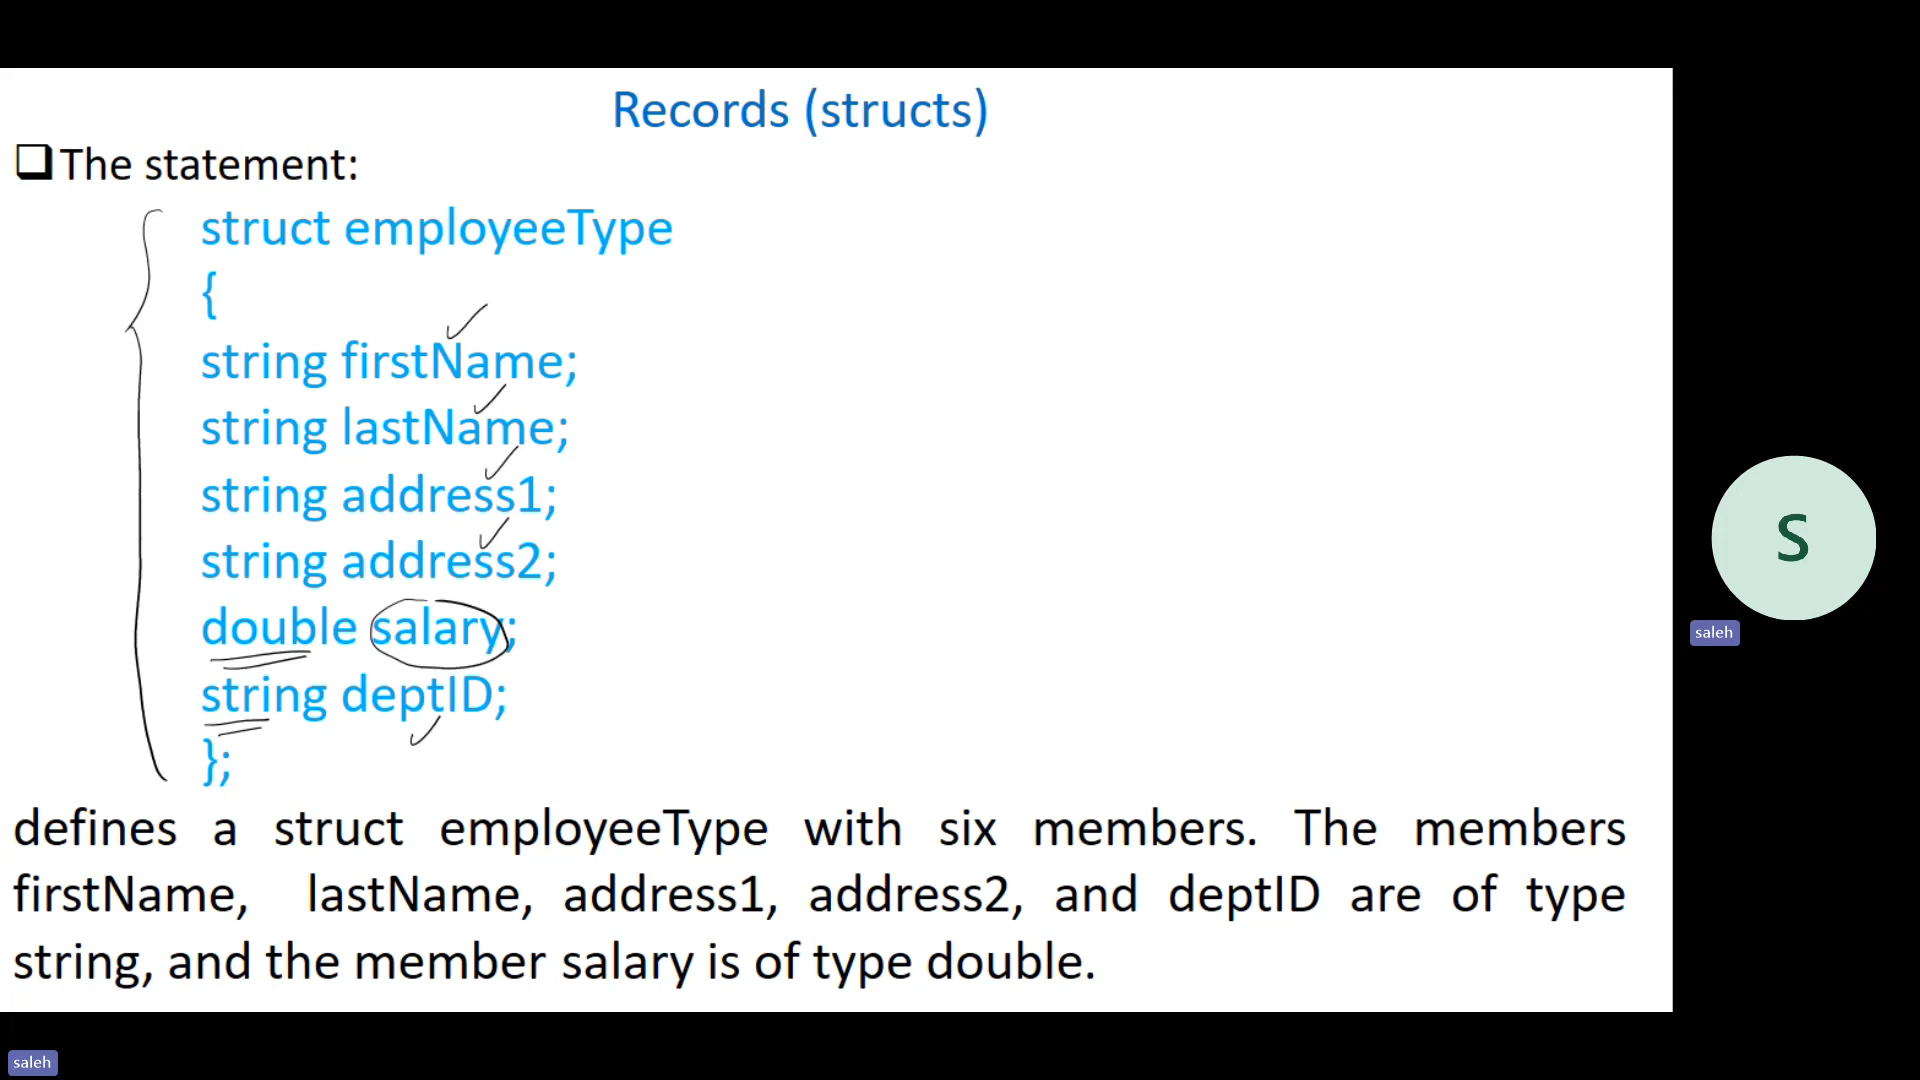 Records (structs)
The statement:
struct employeeType
{
string firstName;
string lastName;
string address1;
string address2;
double salary;
string deptID;
};
defines a struct employeeType with six members. The members
firstName, lastName, address1, address2, and deptID are of type
string, and the member salary is of type double.
S
saleh
saleh